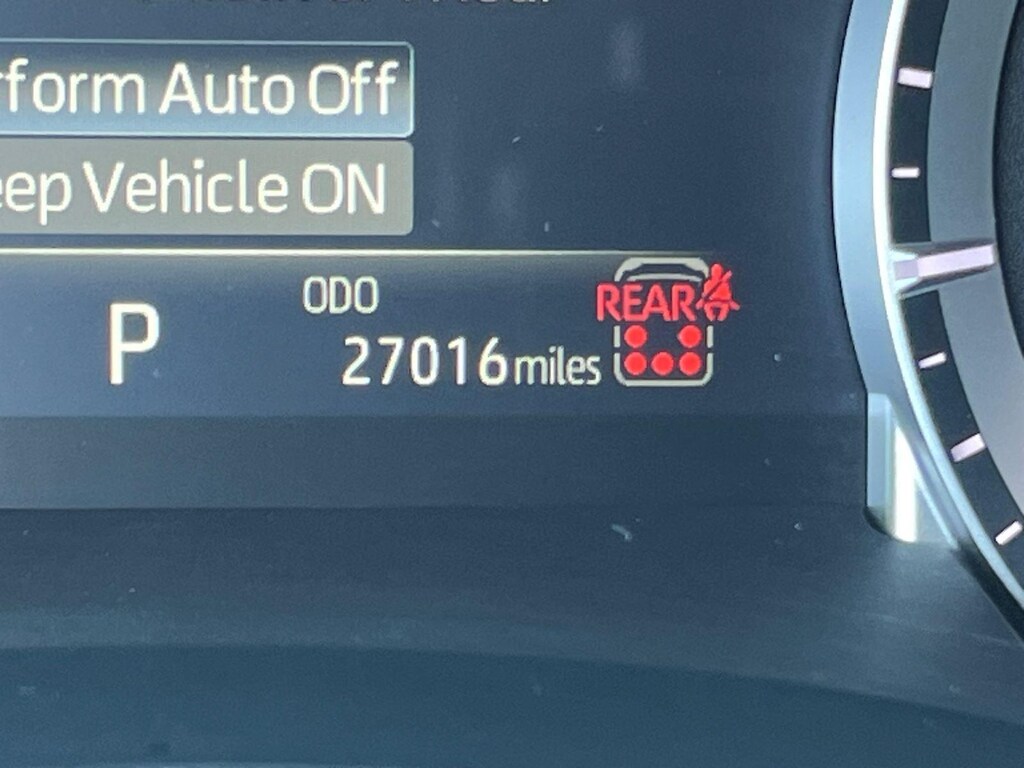 rform Auto Off
eep Vehicle ON
P
ODO
27016 miles
REAR